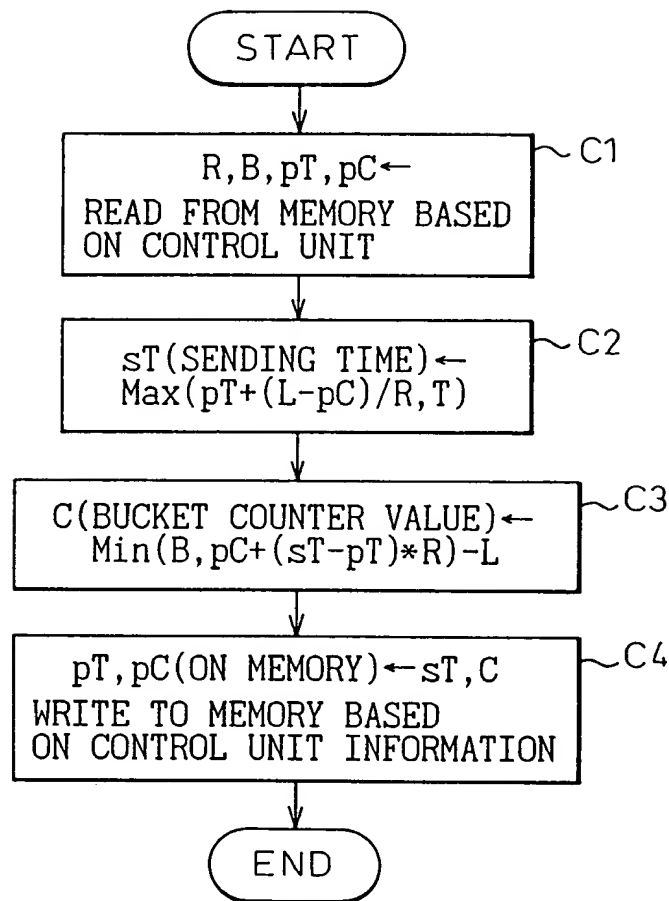 START
C1
R,B,pT,pC←
READ FROM MEMORY BASED
ON CONTROL UNIT
C2
sT(SENDING TIME)←
Max(pT+(L-pC)/R,T)
C3
C(BUCKET COUNTER VALUE)←
Min(B,pC+(sT-pT)*R)-L
C4
pT,pC(ON MEMORY)←sT,C
WRITE TO MEMORY BASED
ON CONTROL UNIT INFORMATION
END